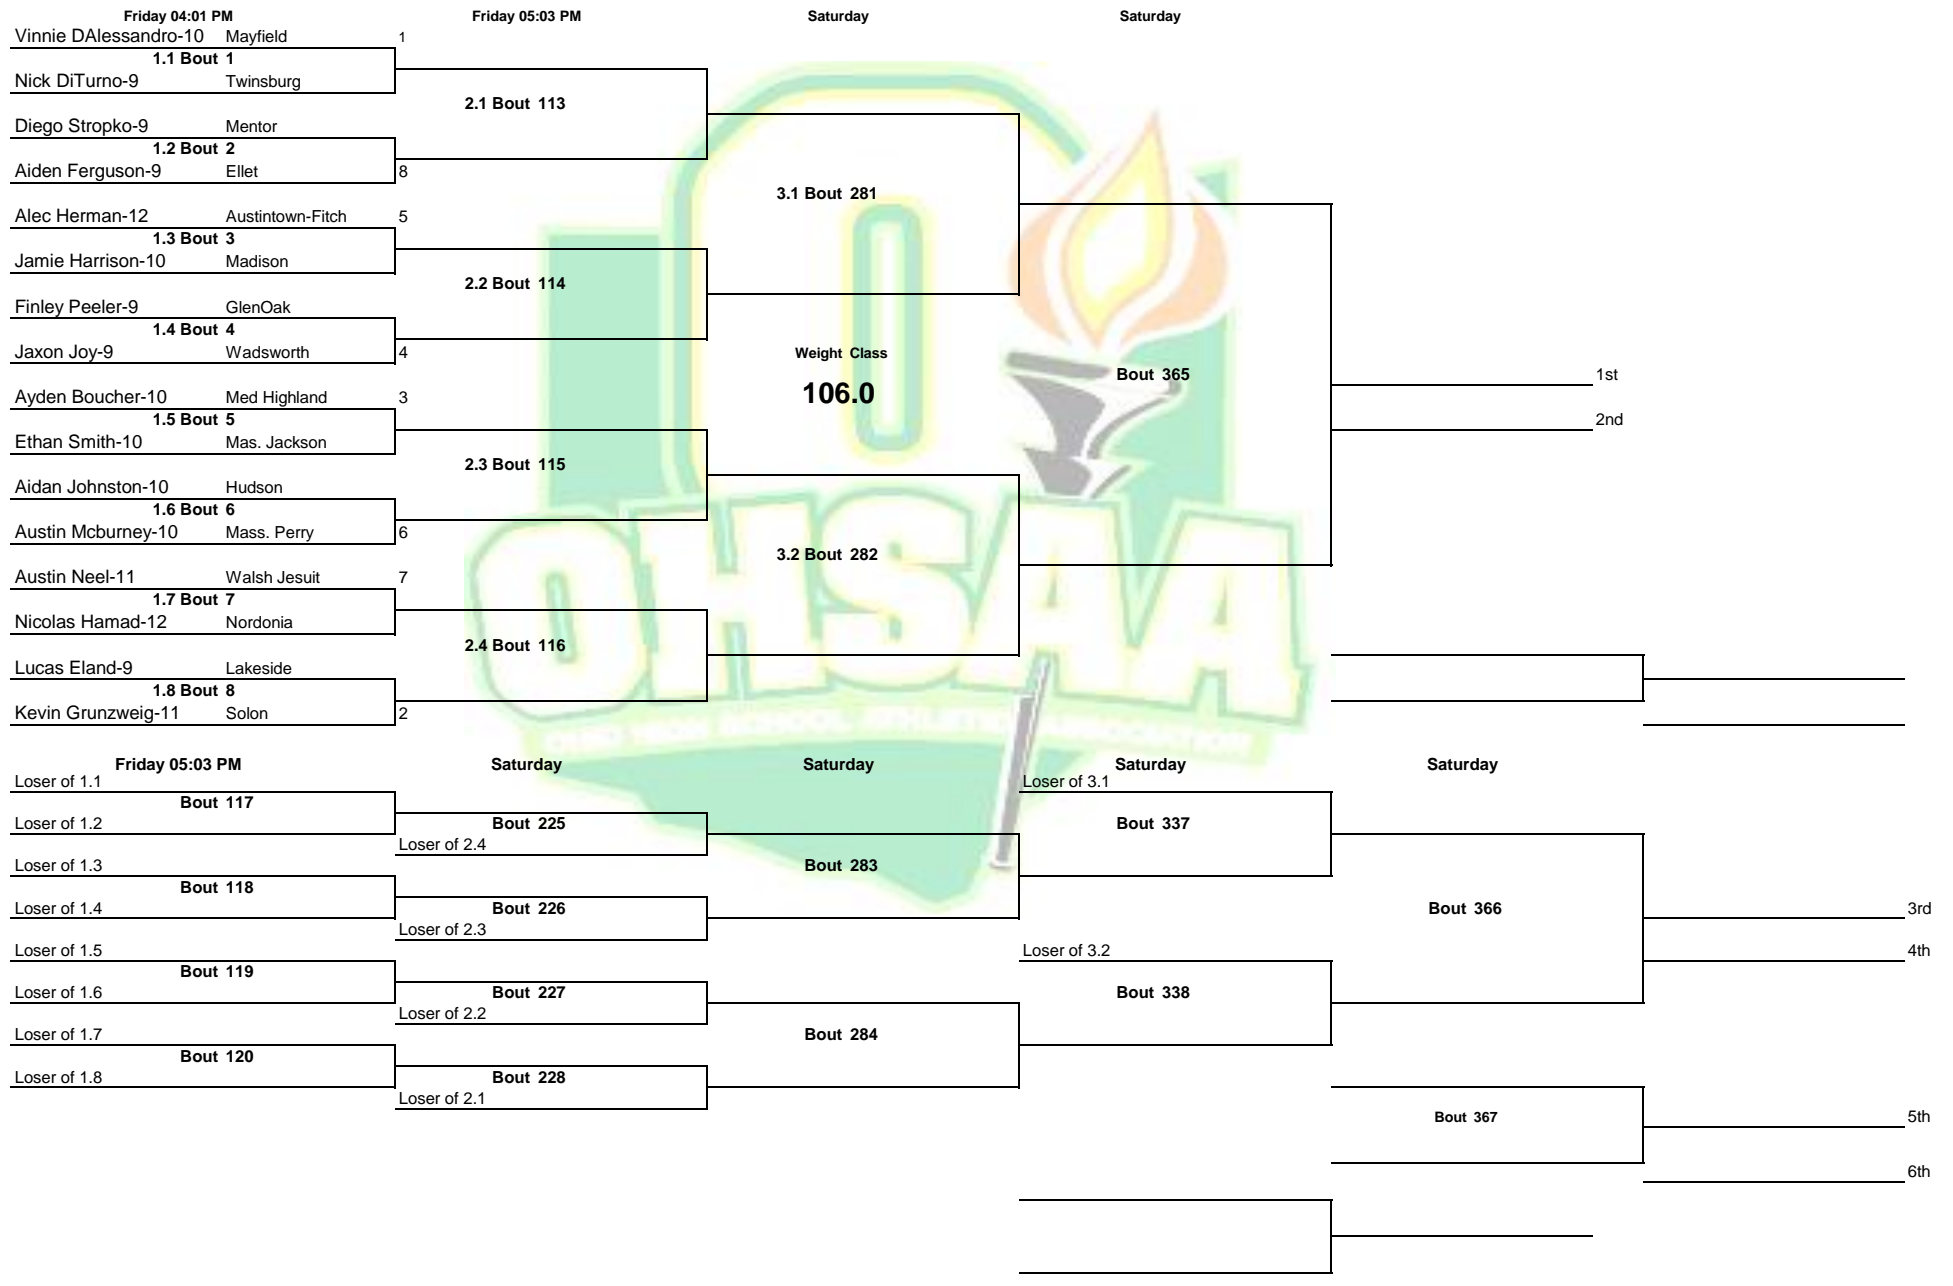 Friday 04:01 PM Friday 05:03 PM Saturday Saturday
Vinnie DAlessandro-10 Mayfield 1
1.1 Bout 1
Nick DiTurno-9 Twinsburg
2.1 Bout 113
Diego Stropko-9 Mentor
1.2 Bout 2
Aiden Ferguson-9 Ellet 8
3.1 Bout 281
Alec Herman-12 Austintown-Fitch 5
1.3 Bout 3
Jamie Harrison-10 Madison
2.2 Bout 114
Finley Peeler-9 GlenOak
1.4 Bout 4
Jaxon Joy-9 Wadsworth 4
Weight Class
106.0
Bout 365
1st
2nd
Ayden Boucher-10 Med Highland 3
1.5 Bout 5
Ethan Smith-10 Mas. Jackson
2.3 Bout 115
Aidan Johnston-10 Hudson
1.6 Bout 6
Austin Mcburney-10 Mass. Perry 6
3.2 Bout 282
Austin Neel-11 Walsh Jesuit 7
1.7 Bout 7
Nicolas Hamad-12 Nordonia
2.4 Bout 116
Lucas Eland-9 Lakeside
1.8 Bout 8
Kevin Grunzweig-11 Solon 2
OHSAA
OHIO HIGH SCHOOL ATHLETIC ASSOCIATION
Friday 05:03 PM Saturday Saturday Saturday Saturday
Loser of 1.1 Loser of 3.1
Bout 117
Loser of 1.2 Bout 225 Bout 337
Loser of 2.4
Loser of 1.3 Bout 283
Bout 118
Loser of 1.4 Bout 226 Bout 366 3rd
Loser of 2.3
Loser of 1.5 Loser of 3.2 4th
Bout 119
Loser of 1.6 Bout 227 Bout 338
Loser of 2.2
Loser of 1.7 Bout 284
Bout 120
Loser of 1.8 Bout 228
Loser of 2.1
Bout 367 5th
6th